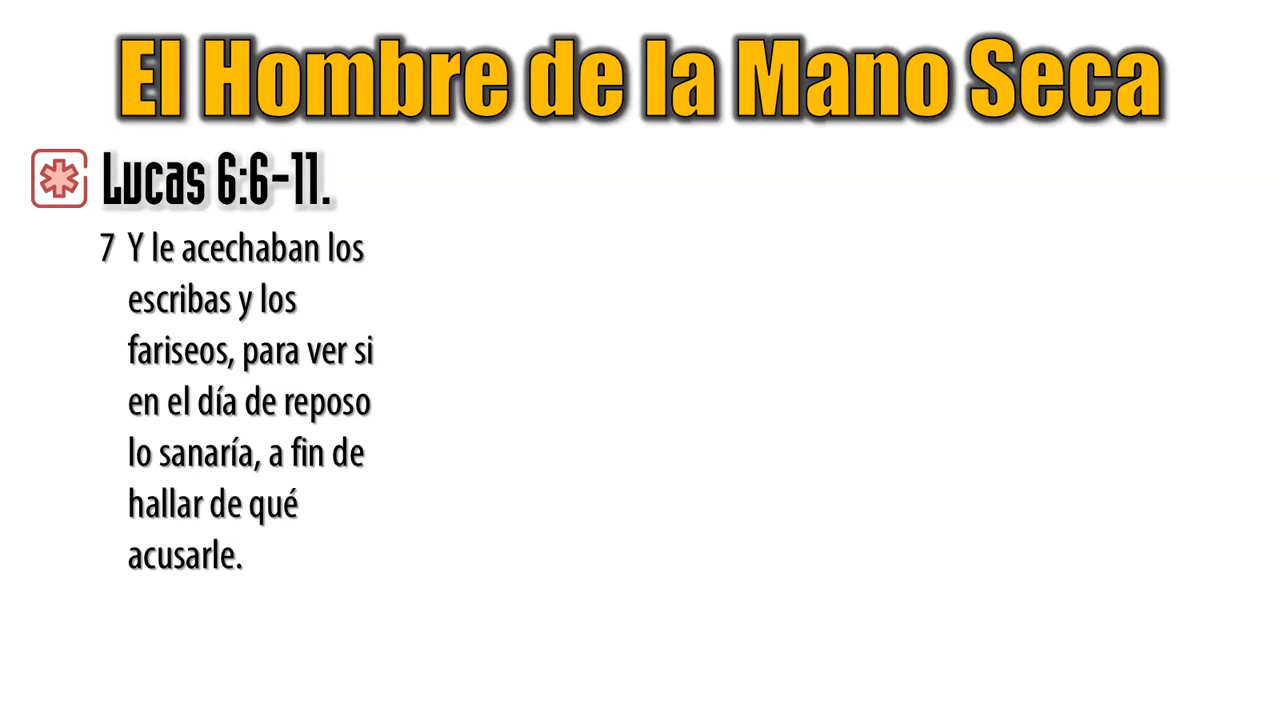 El Hombre de la Mano Seca
Lucas 6:6-11.
7 Y le acechaban los
escribas y los
fariseos, para ver si
en el día de reposo
lo sanaría, a fin de
hallar de qué
acusarle.